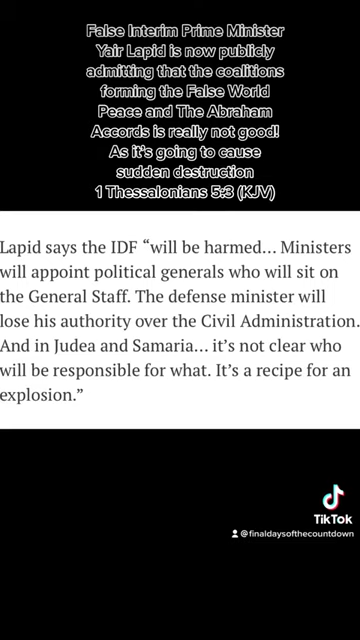 False Interim Prime Minister
Yair Lapid is now publicly
admitting that the coalitions
forming the False World
Peace and The Abraham
Accords is really not good!
As it's going to cause
sudden destruction
1 Thessalonians 5:3 (KJV)
Lapid says the IDF “will be harmed... Ministers
will appoint political generals who will sit on
the General Staff. The defense minister will
lose his authority over the Civil Administration.
And in Judea and Samaria... it’s not clear who
will be responsible for what. It’s a recipe for an
explosion.”
TikTok
@finaldaysofthecountdown